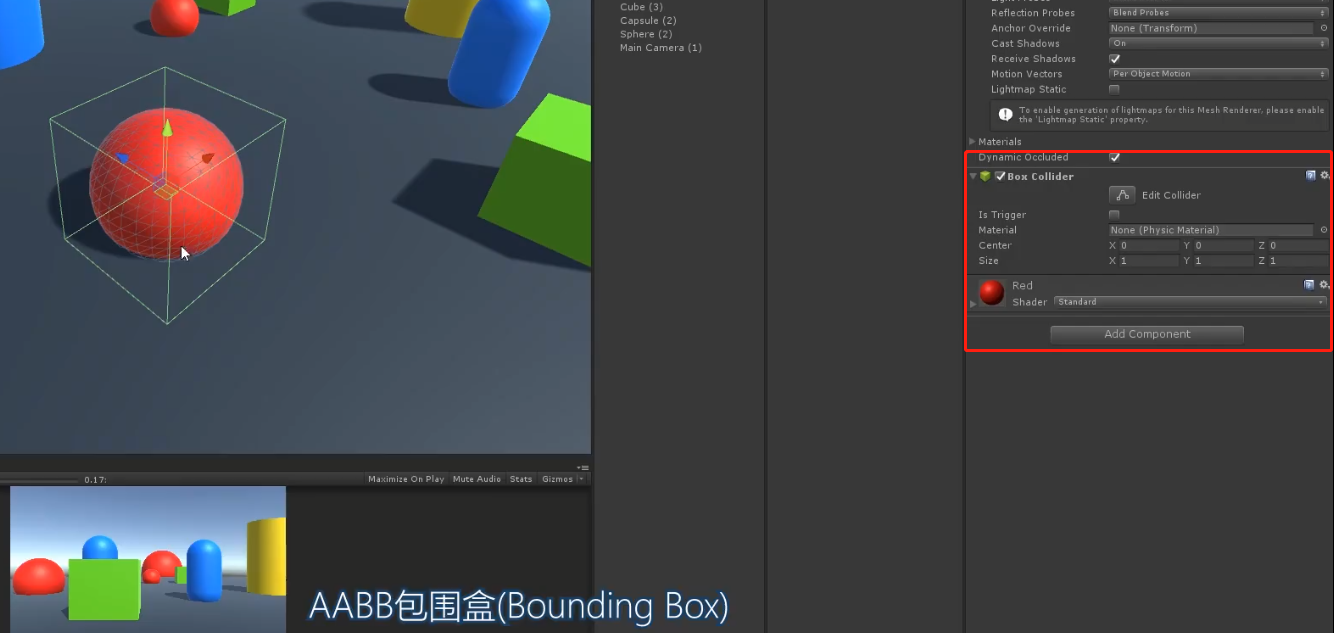 Cube (3)
Capsule (2)
Sphere (2)
Main Camera (1)
Reflection Probes Blend Probes
Anchor Override None (Transform)
Cast Shadows On
Receive Shadows
Motion Vectors Per Object Motion
Lightmap Static
To enable generation of lightmaps for this Mesh Renderer, please enable
the 'Lightmap Static' property.
Materials
Dynamic Occluded
Box Collider
Edit Collider
Is Trigger
Material None (Physic Material)
Center X 0 Y 0 Z 0
Size X 1 Y 1 Z 1
Red
Shader Standard
Add Component
0.17 Maximize On Play Mute Audio Stats Gizmos
AABB包围盒(Bounding Box)